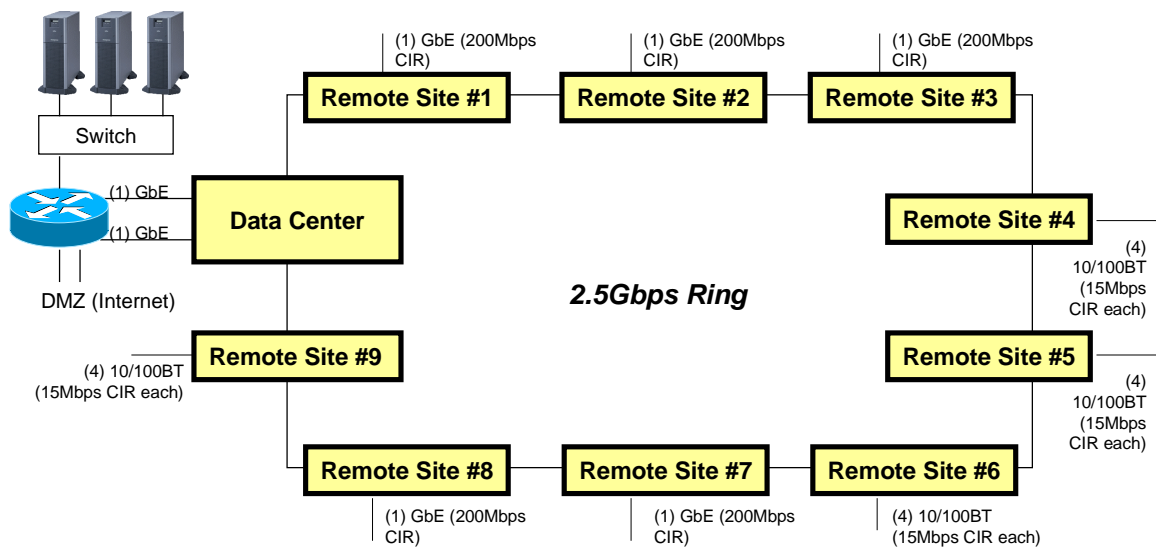 (1) GbE (200Mbps
CIR)
(1) GbE (200Mbps
CIR)
(1) GbE (200Mbps
CIR)
Remote Site #1
Remote Site #2
Remote Site #3
Switch
(1) GbE
Data Center
(1) GbE
DMZ (Internet)
Remote Site #4
(4)
10/100BT
(15Mbps
CIR each)
2.5Gbps Ring
Remote Site #9
(4) 10/100BT
(15Mbps CIR each)
Remote Site #5
(4)
10/100BT
(15Mbps
CIR each)
Remote Site #8
Remote Site #7
Remote Site #6
(1) GbE (200Mbps
CIR)
(1) GbE (200Mbps
CIR)
(4) 10/100BT
(15Mbps CIR each)